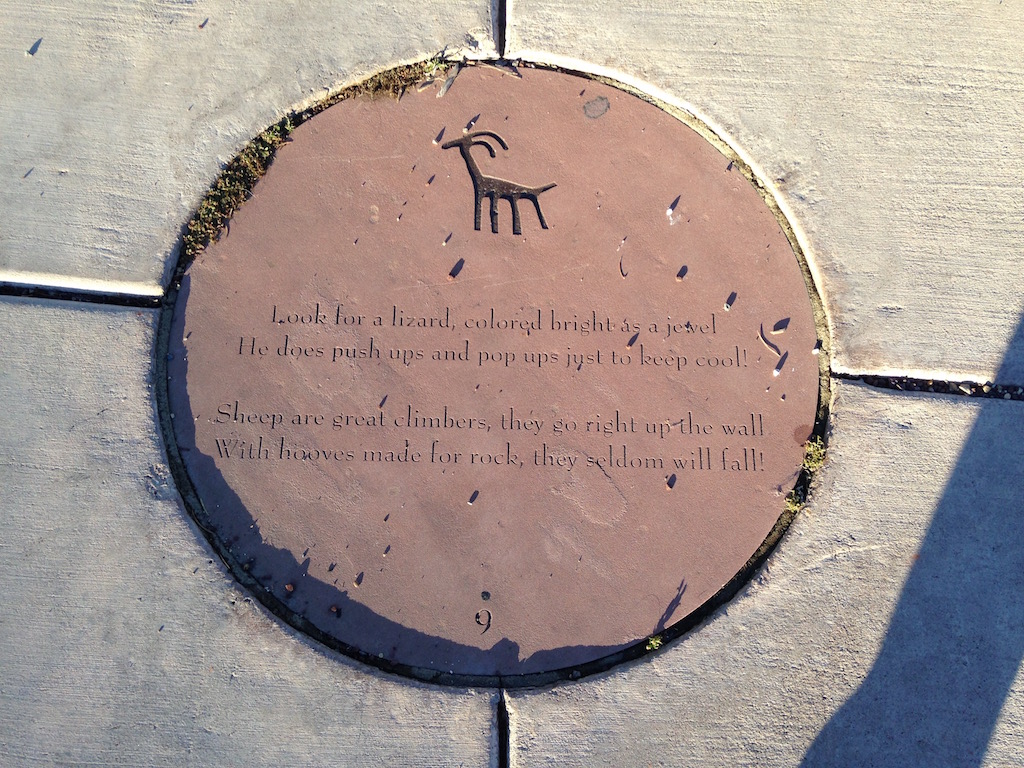 Look for a lizard, colored bright as a jewel
He does push ups and pop ups just to keep cool!
Sheep are great climbers, they go right up the wall
With hooves made for rock, they seldom will fall!
9